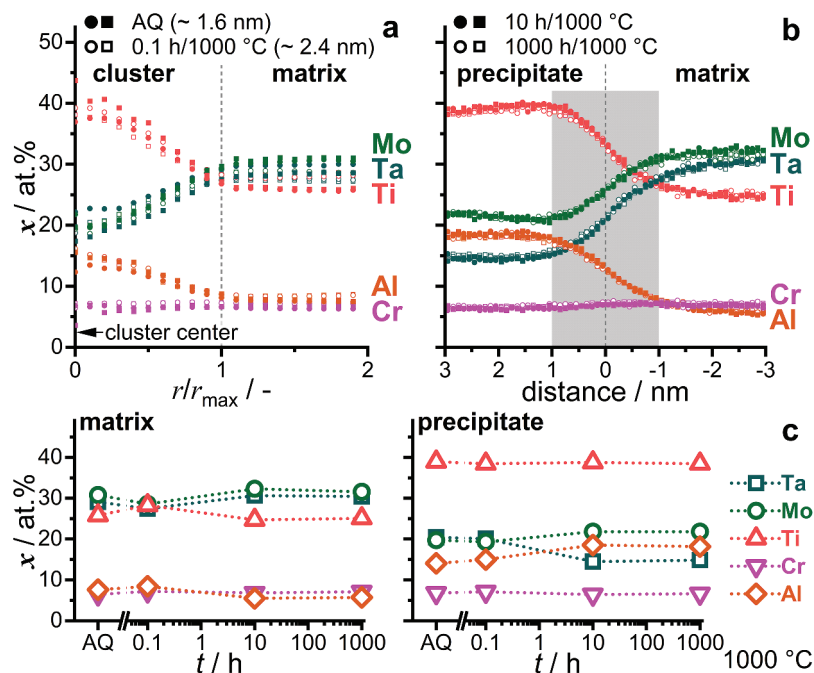 AQ (~ 1.6 nm)
0.1 h/1000 °C (~ 2.4 nm)
a
cluster
matrix
50
40
30
20
10
0
x / at.%
Mo
Ta
Ti
Al
Cr
cluster center
0
1
2
r/rmax / -
10 h/1000 °C
1000 h/1000 °C
b
precipitate
matrix
Mo
Ta
Ti
Cr
Al
3
2
1
0
-1
-2
-3
distance / nm
matrix
40
30
20
10
0
x / at.%
AQ
0.1
1
10
100
1000
t / h
precipitate
c
AQ
0.1
1
10
100
1000
t / h
Ta
Mo
Ti
Cr
Al
1000 °C